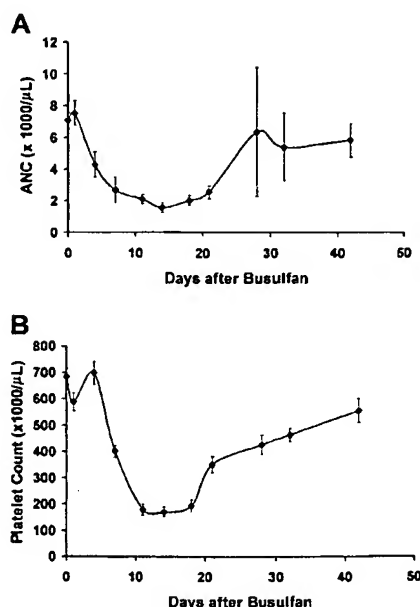 A
ANC (x 1000/µL)
12
10
8
6
4
2
0
0 10 20 30 40 50
Days after Busulfan
B
Platelet Count (x1000/µL)
800
700
600
500
400
300
200
100
0
0 10 20 30 40 50
Days after Busulfan